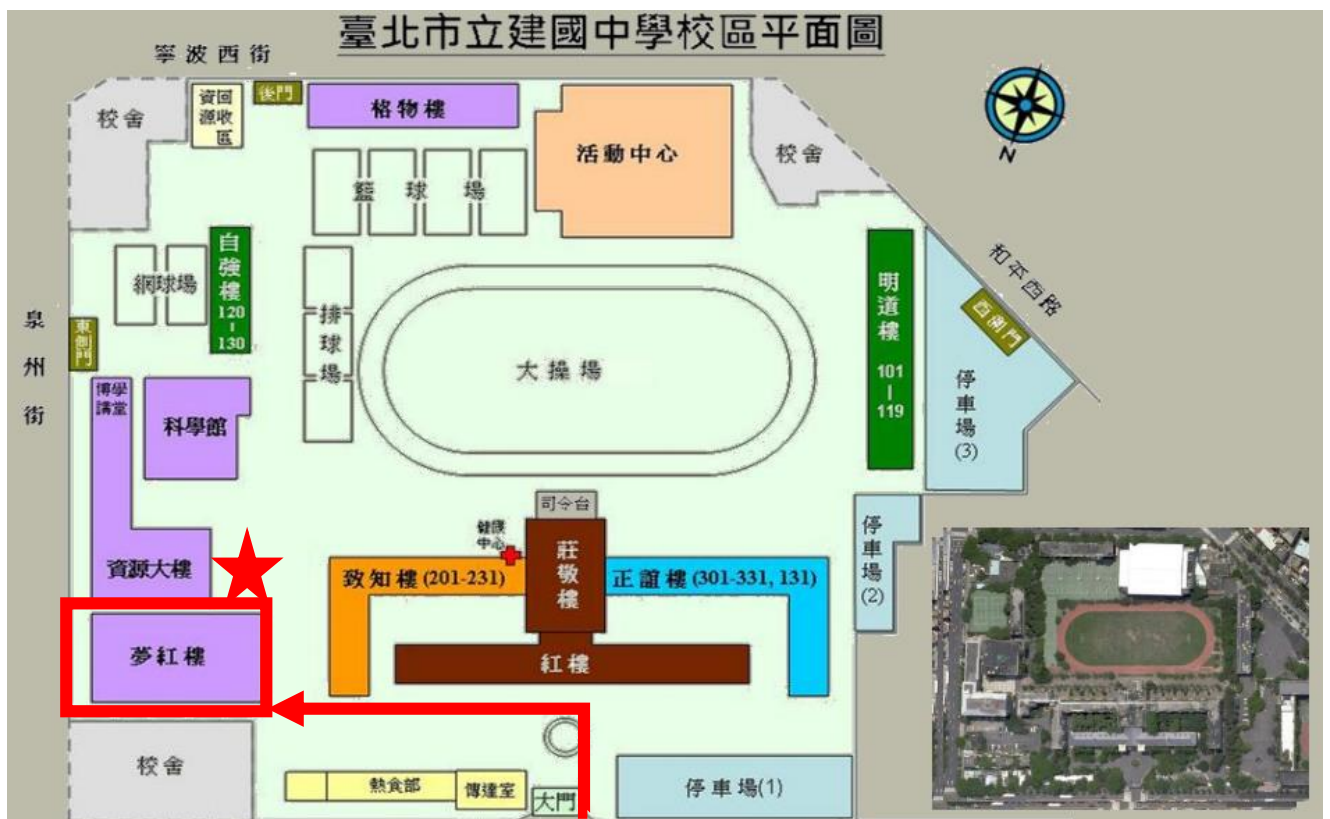 臺北市立建國中學校區平面圖
寧波西街
校舍
資回
源收
區
後門
格物樓
活動中心
校舍
N
籃球場
自強樓
120
|
130
網球場
排球場
大操場
明道樓
101
|
119
和平西路
西側門
停車場
(3)
泉州街
東側門
博學
講堂
科學館
司令台
健康
中心
莊敬樓
致知樓(201-231)
正誼樓(301-331, 131)
停車場
(2)
資源大樓
夢紅樓
紅樓
校舍
熱食部
傳達室
大門
停車場(1)